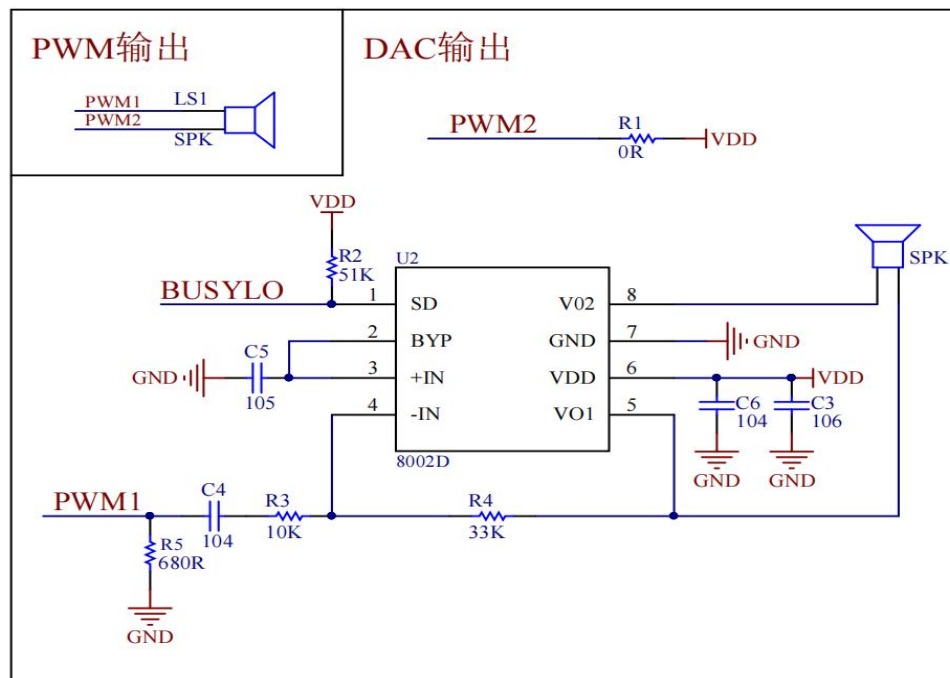 PWM输出
PWM1
LS1
PWM2
SPK
DAC输出
PWM2
R1
0R
VDD
VDD
R2
51K
BUSYLO
U2
1
SD
2
BYP
3
+IN
4
-IN
V02
8
GND
7
VDD
6
VO1
5
8002D
SPK
GND
C5
105
GND
VDD
C6
104
C3
106
GND
GND
PWM1
C4
104
R3
10K
R4
33K
R5
680R
GND